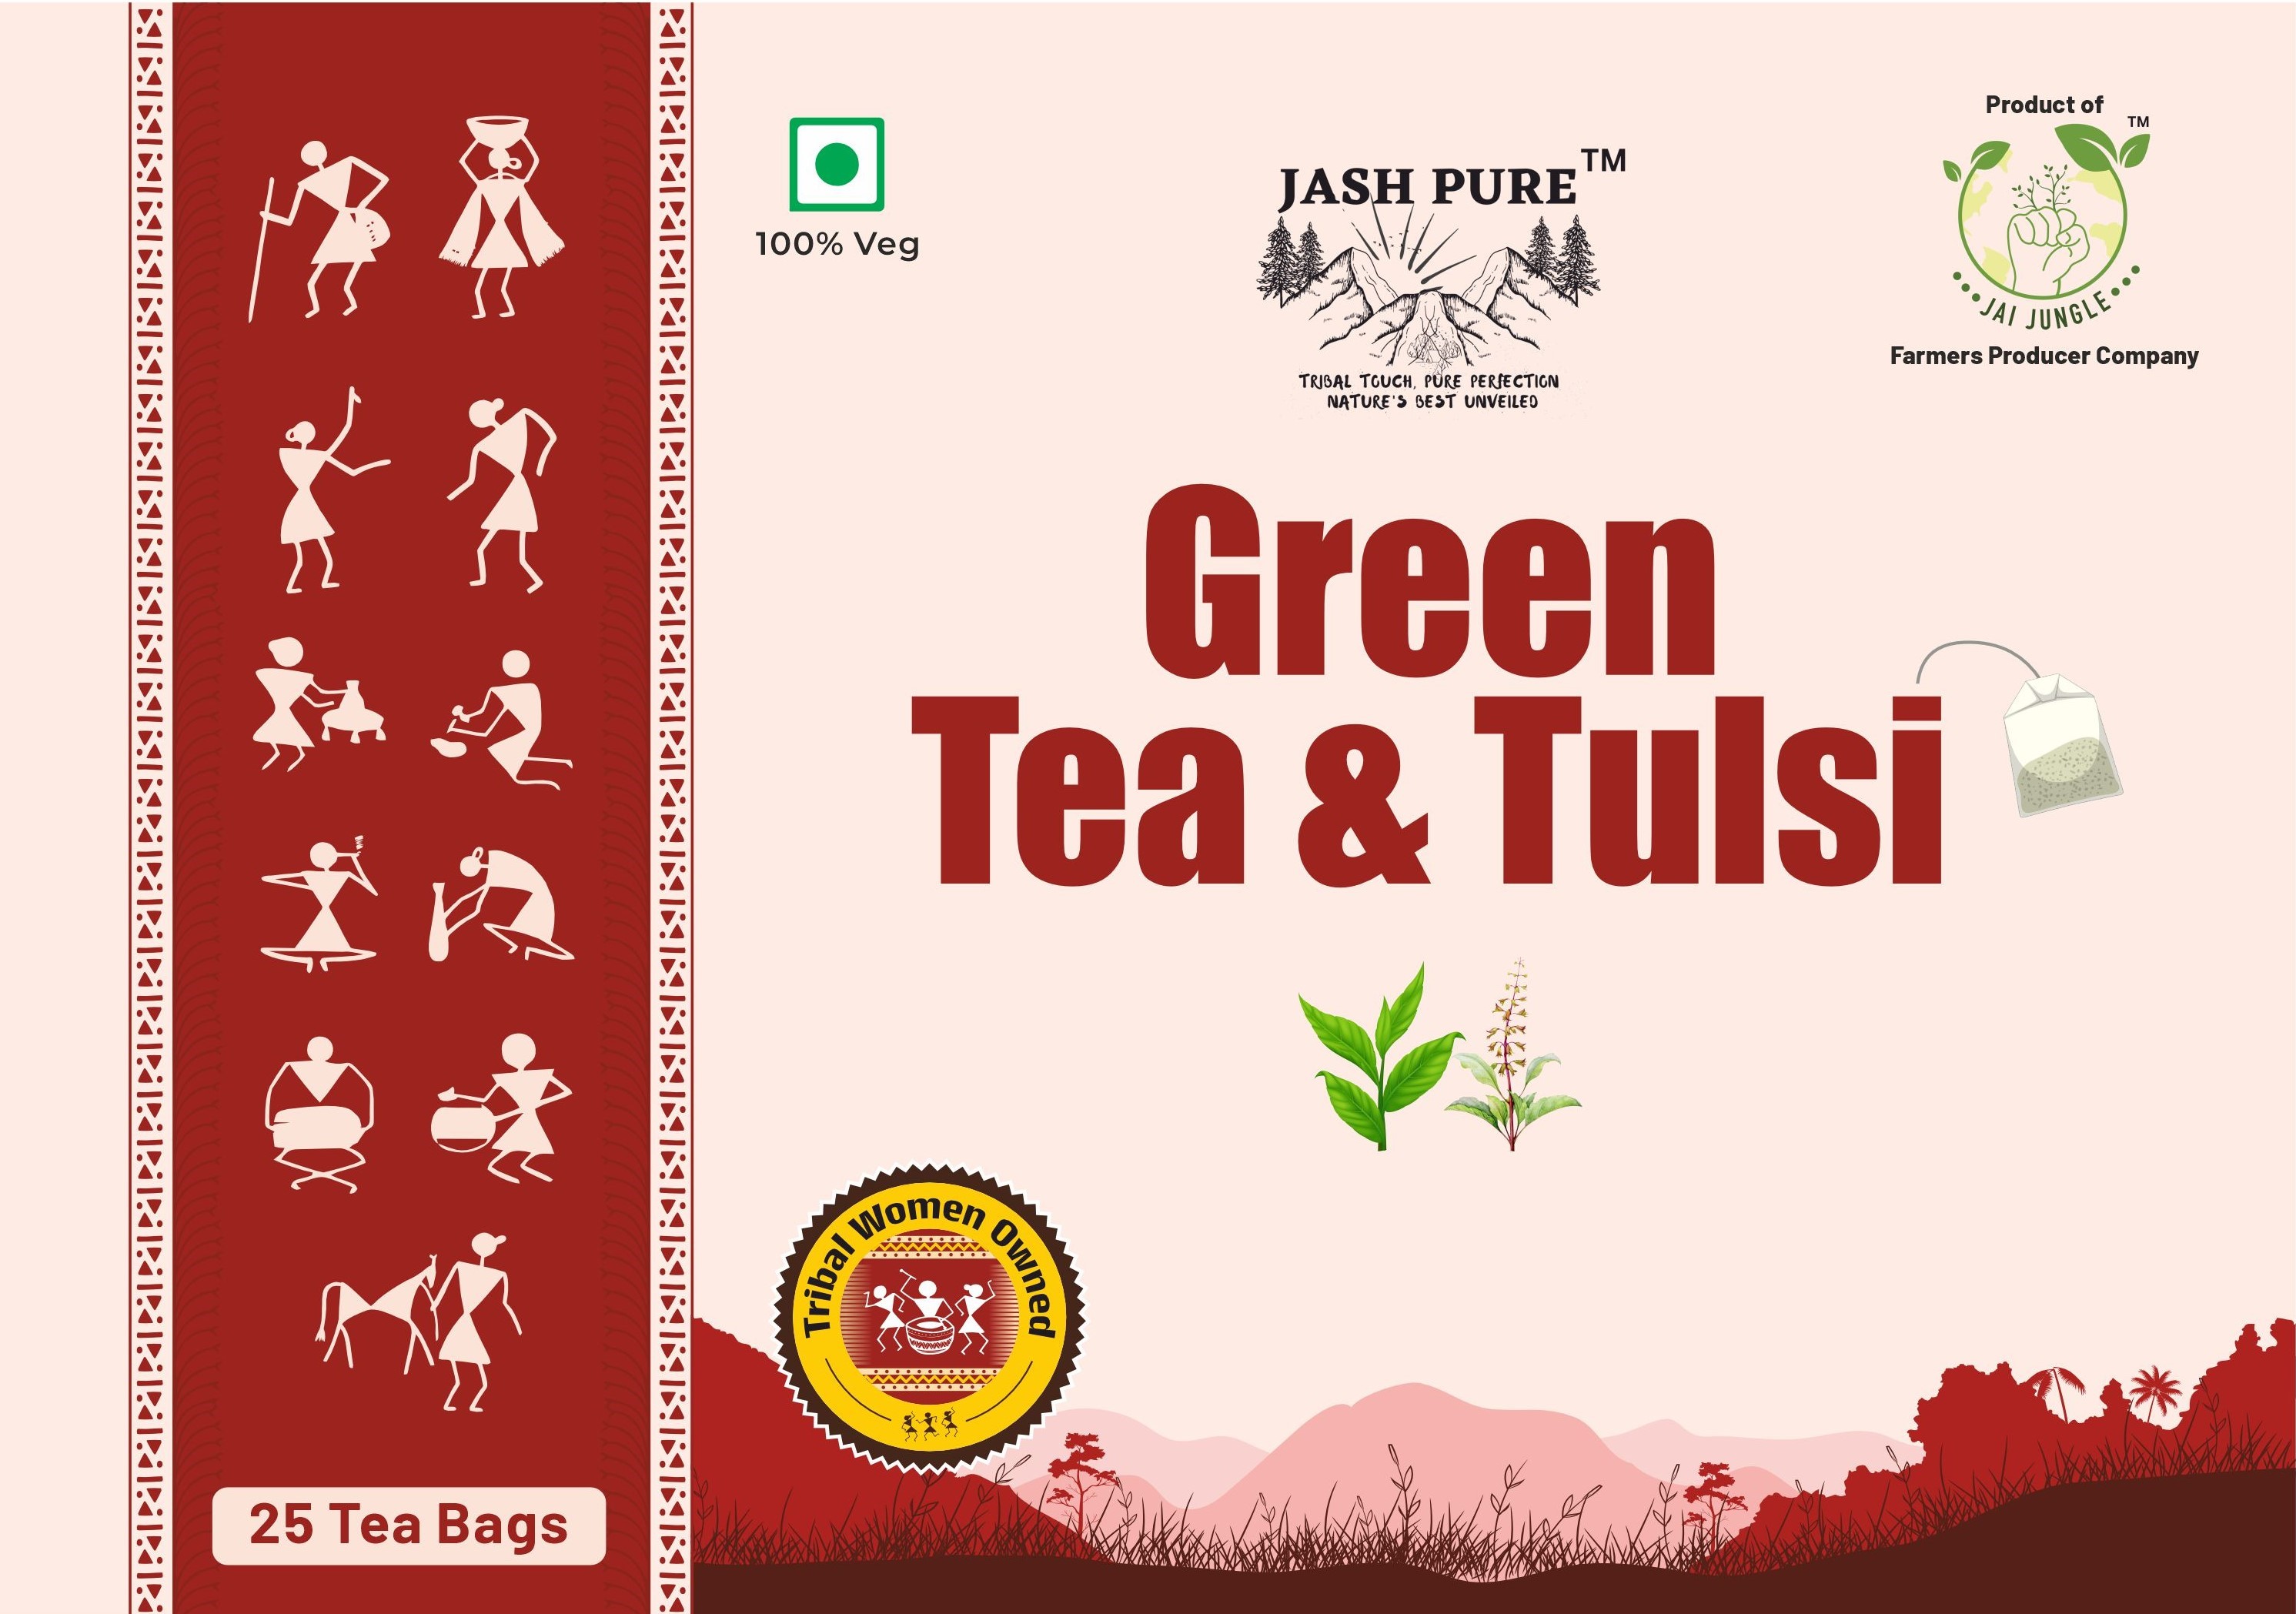 100% Veg
JASH PURE™
TRIBAL TOUCH, PURE PERFECTION
NATURE'S BEST UNVEILED
Product of
TM
JAI JUNGLE
Farmers Producer Company
Green
Tea & Tulsi
Tribal Women Owned
25 Tea Bags